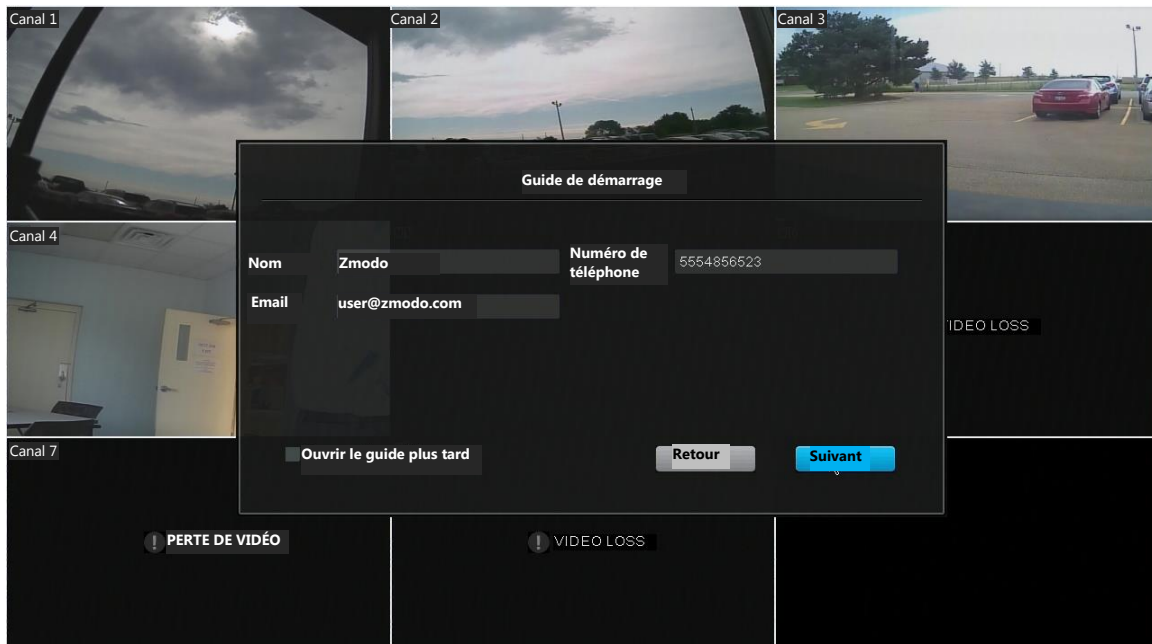 Canal 1
Canal 2
Canal 3
Guide de démarrage
Nom
Zmodo
Numéro de
téléphone
5554856523
Email
user@zmodo.com
Canal 4
IDEO LOSS
Ouvrir le guide plus tard
Retour
Suivant
Canal 7
PERTE DE VIDÉO
VIDEO LOSS